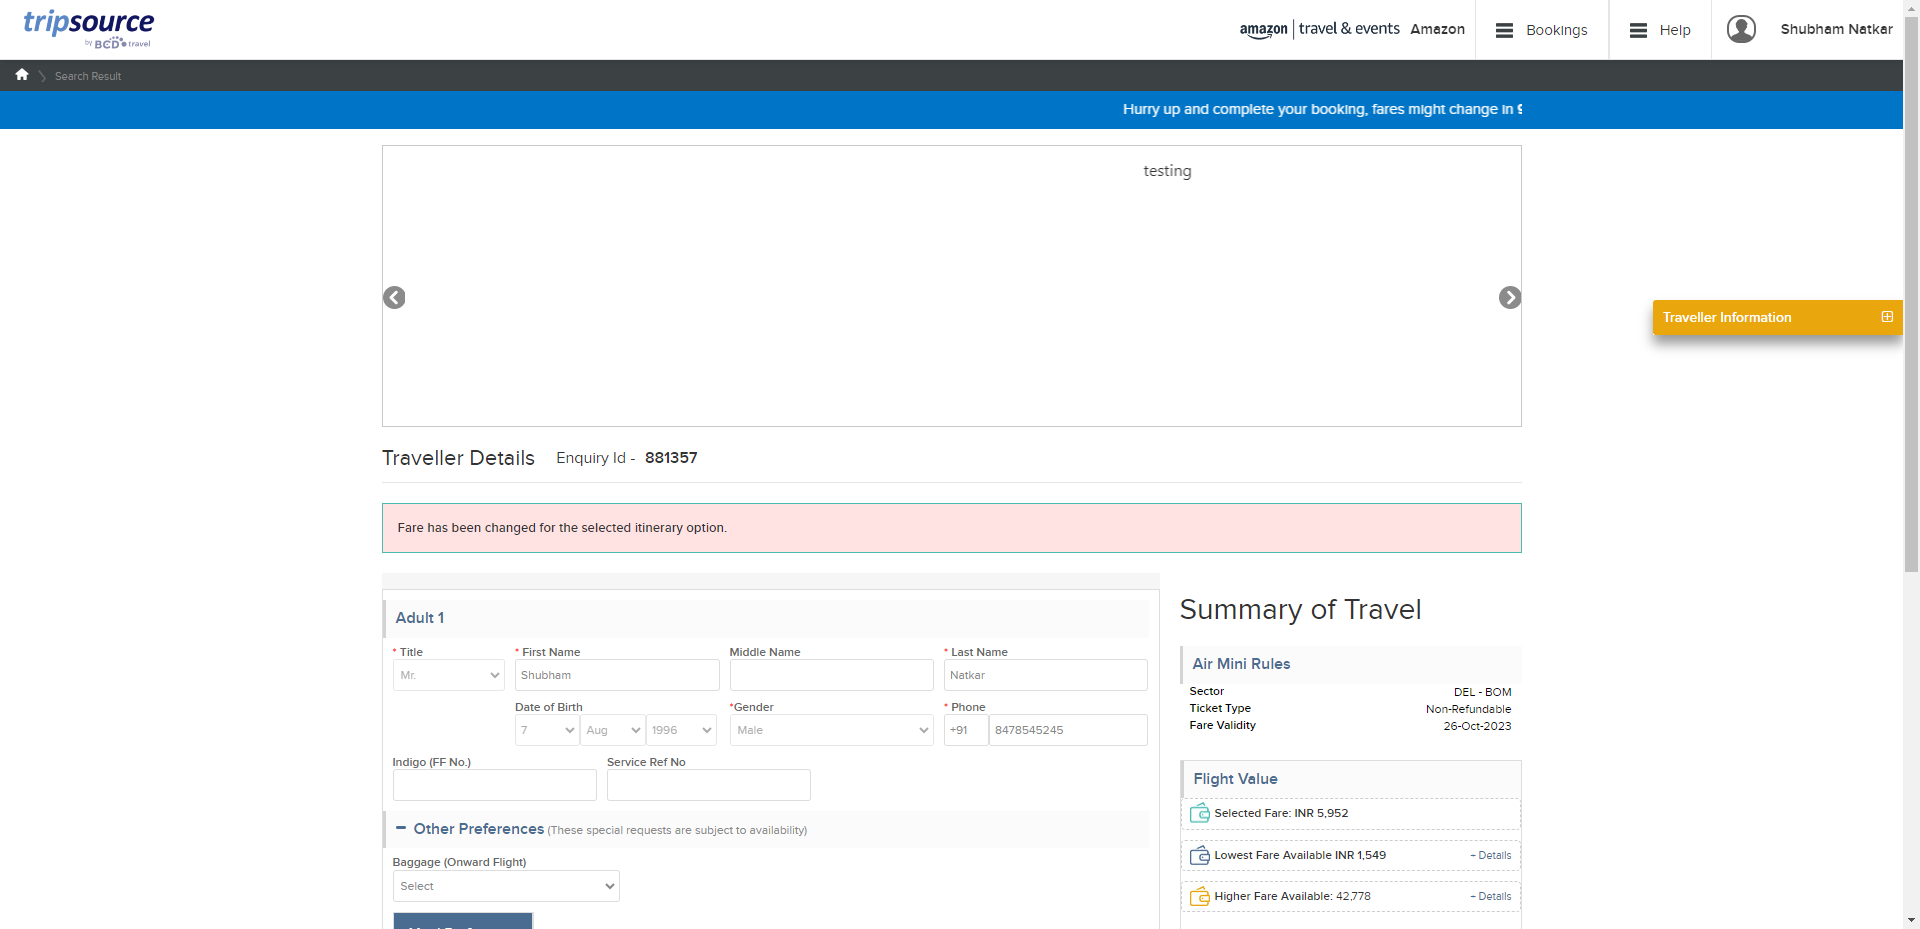 tripsource
by BCD travel
amazon | travel & events Amazon
Bookings
Help
Shubham Natkar
Search Result
Hurry up and complete your booking, fares might change in 9
testing
Traveller Information
Traveller Details Enquiry Id - 881357
Fare has been changed for the selected itinerary option.
Adult 1
* Title * First Name Middle Name * Last Name
Mr. Shubham Natkar
Date of Birth *Gender * Phone
7 Aug 1996 Male +91 8478545245
Indigo (FF No.) Service Ref No
Other Preferences (These special requests are subject to availability)
Baggage (Onward Flight)
Select
Summary of Travel
Air Mini Rules
Sector DEL - BOM
Ticket Type Non-Refundable
Fare Validity 26-Oct-2023
Flight Value
Selected Fare: INR 5,952
Lowest Fare Available INR 1,549 + Details
Higher Fare Available: 42,778 + Details